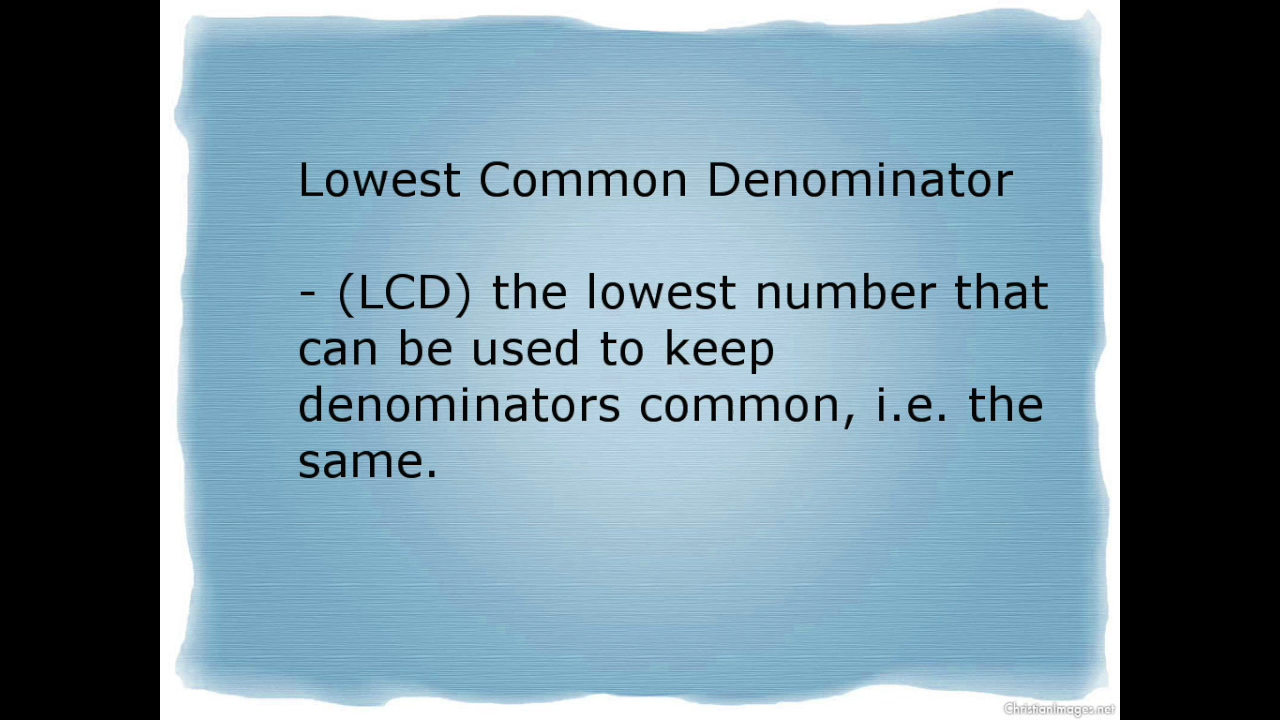 Lowest Common Denominator
- (LCD) the lowest number that
can be used to keep
denominators common, i.e. the
same.
ChristianImages.net